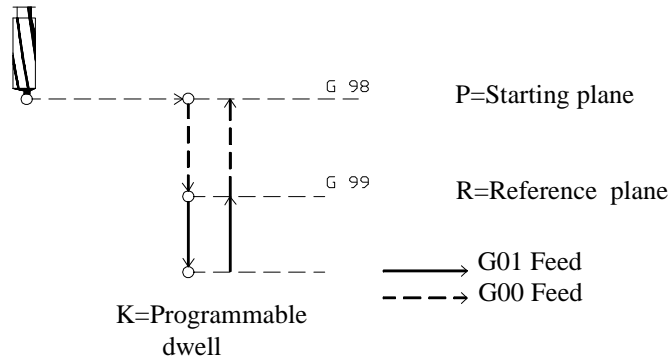 G 98
P=Starting plane
G 99
R=Reference plane
G01 Feed
G00 Feed
K=Programmable
dwell